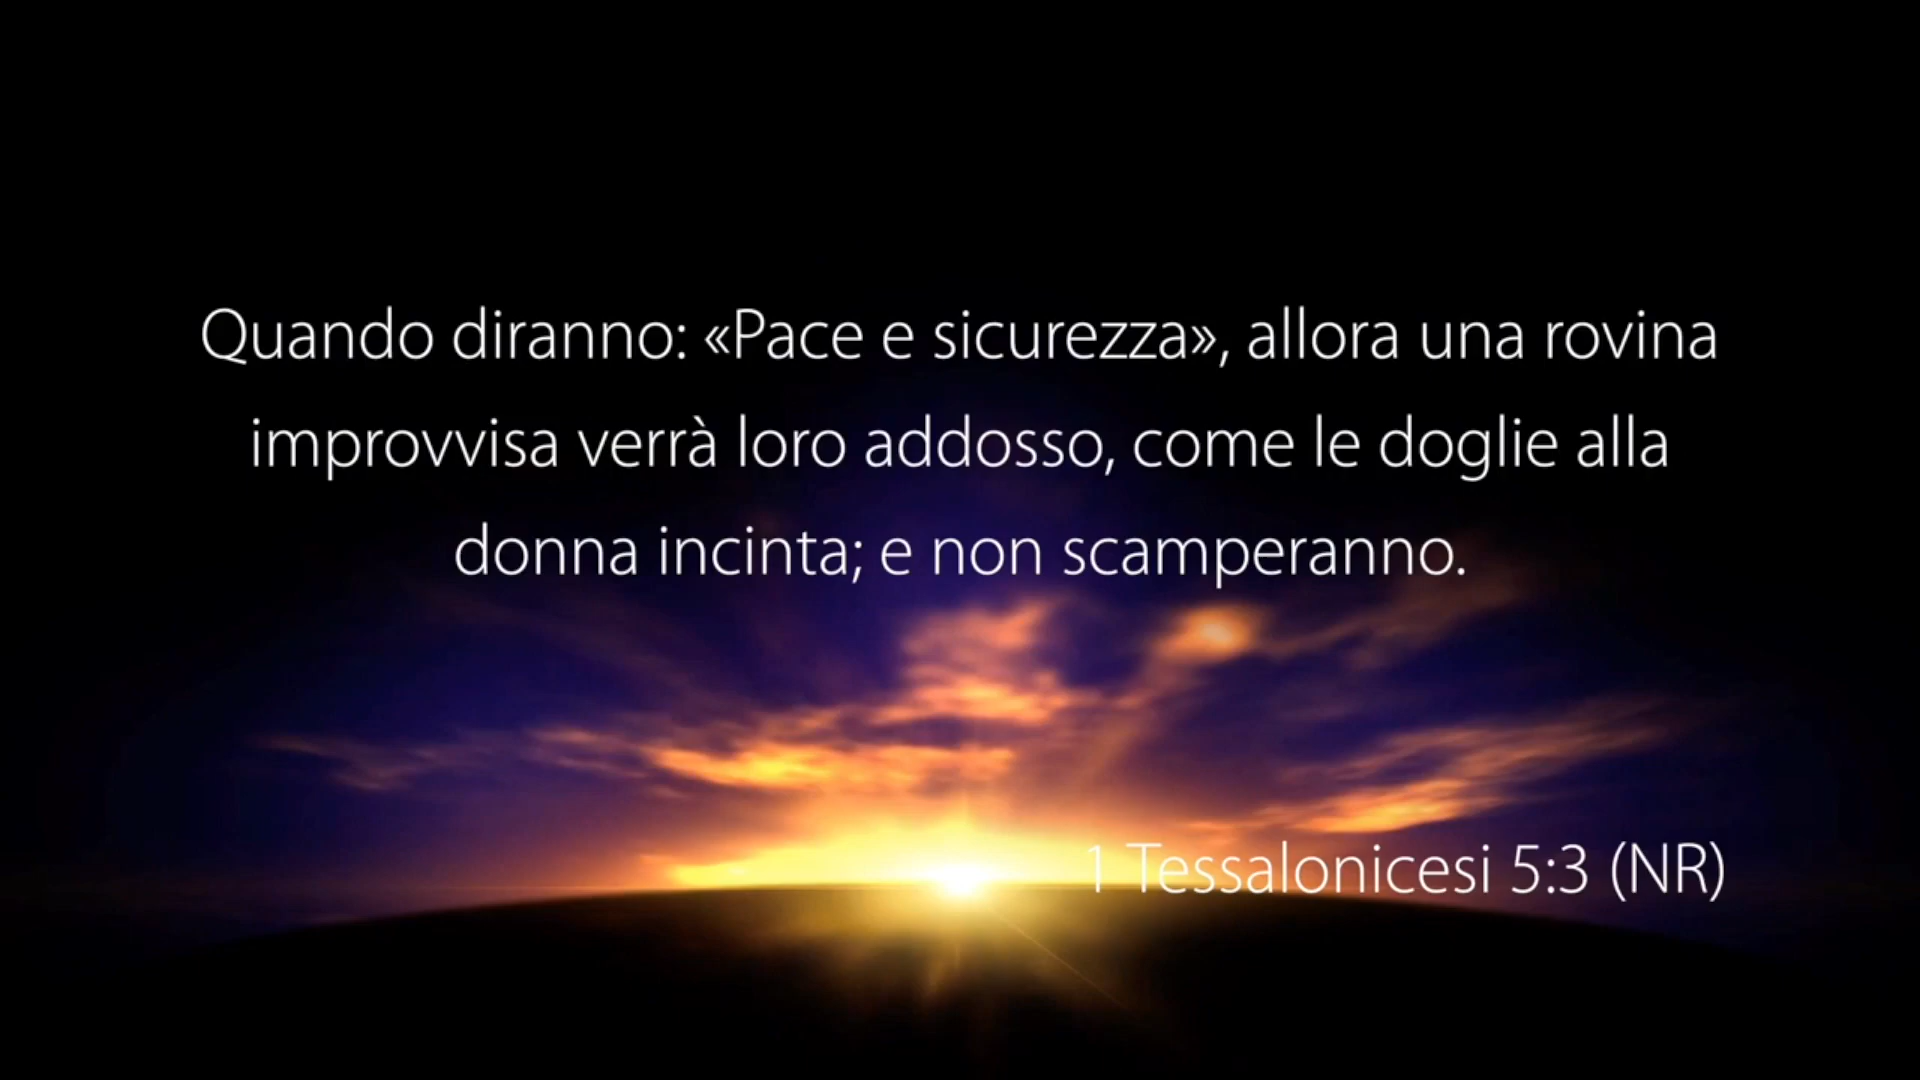 Quando diranno: «Pace e sicurezza», allora una rovina
improvvisa verrà loro addosso, come le doglie alla
donna incinta; e non scamperanno.
1 Tessalonicesi 5:3 (NR)